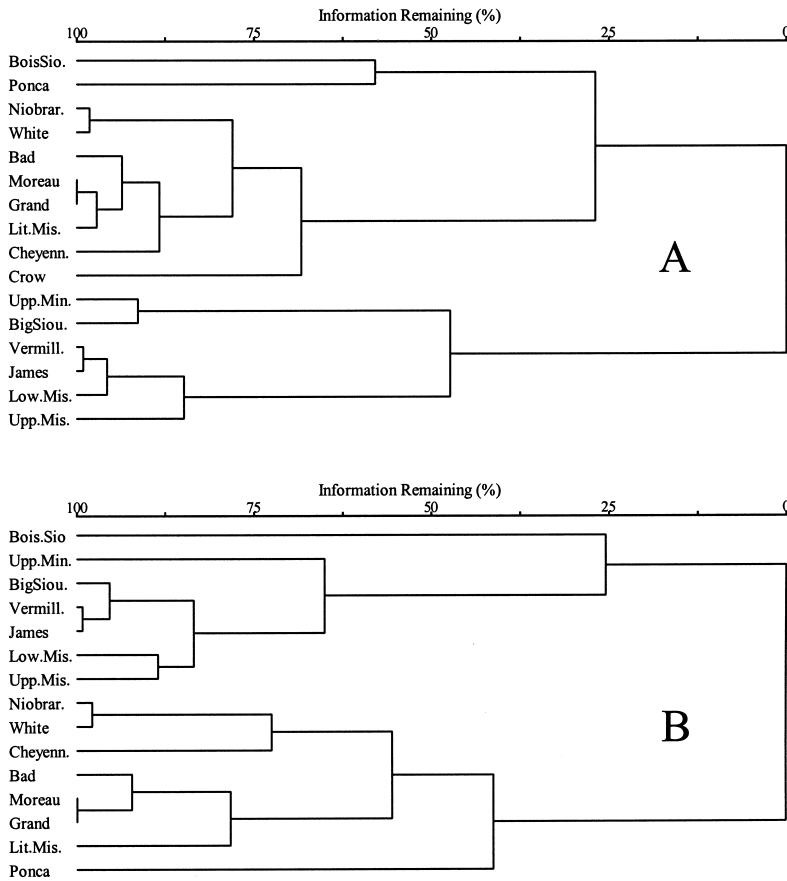 Information Remaining (%)
100 75 50 25 0
BoisSio.
Ponca
Niobrar.
White
Bad
Moreau
Grand
Lit.Mis.
Cheyenn.
Crow
A
Upp.Min.
BigSiou.
Vermill.
James
Low.Mis.
Upp.Mis.
Information Remaining (%)
100 75 50 25 0
Bois.Sio
Upp.Min.
BigSiou.
Vermill.
James
Low.Mis.
Upp.Mis.
Niobrar.
White
B
Cheyenn.
Bad
Moreau
Grand
Lit.Mis.
Ponca